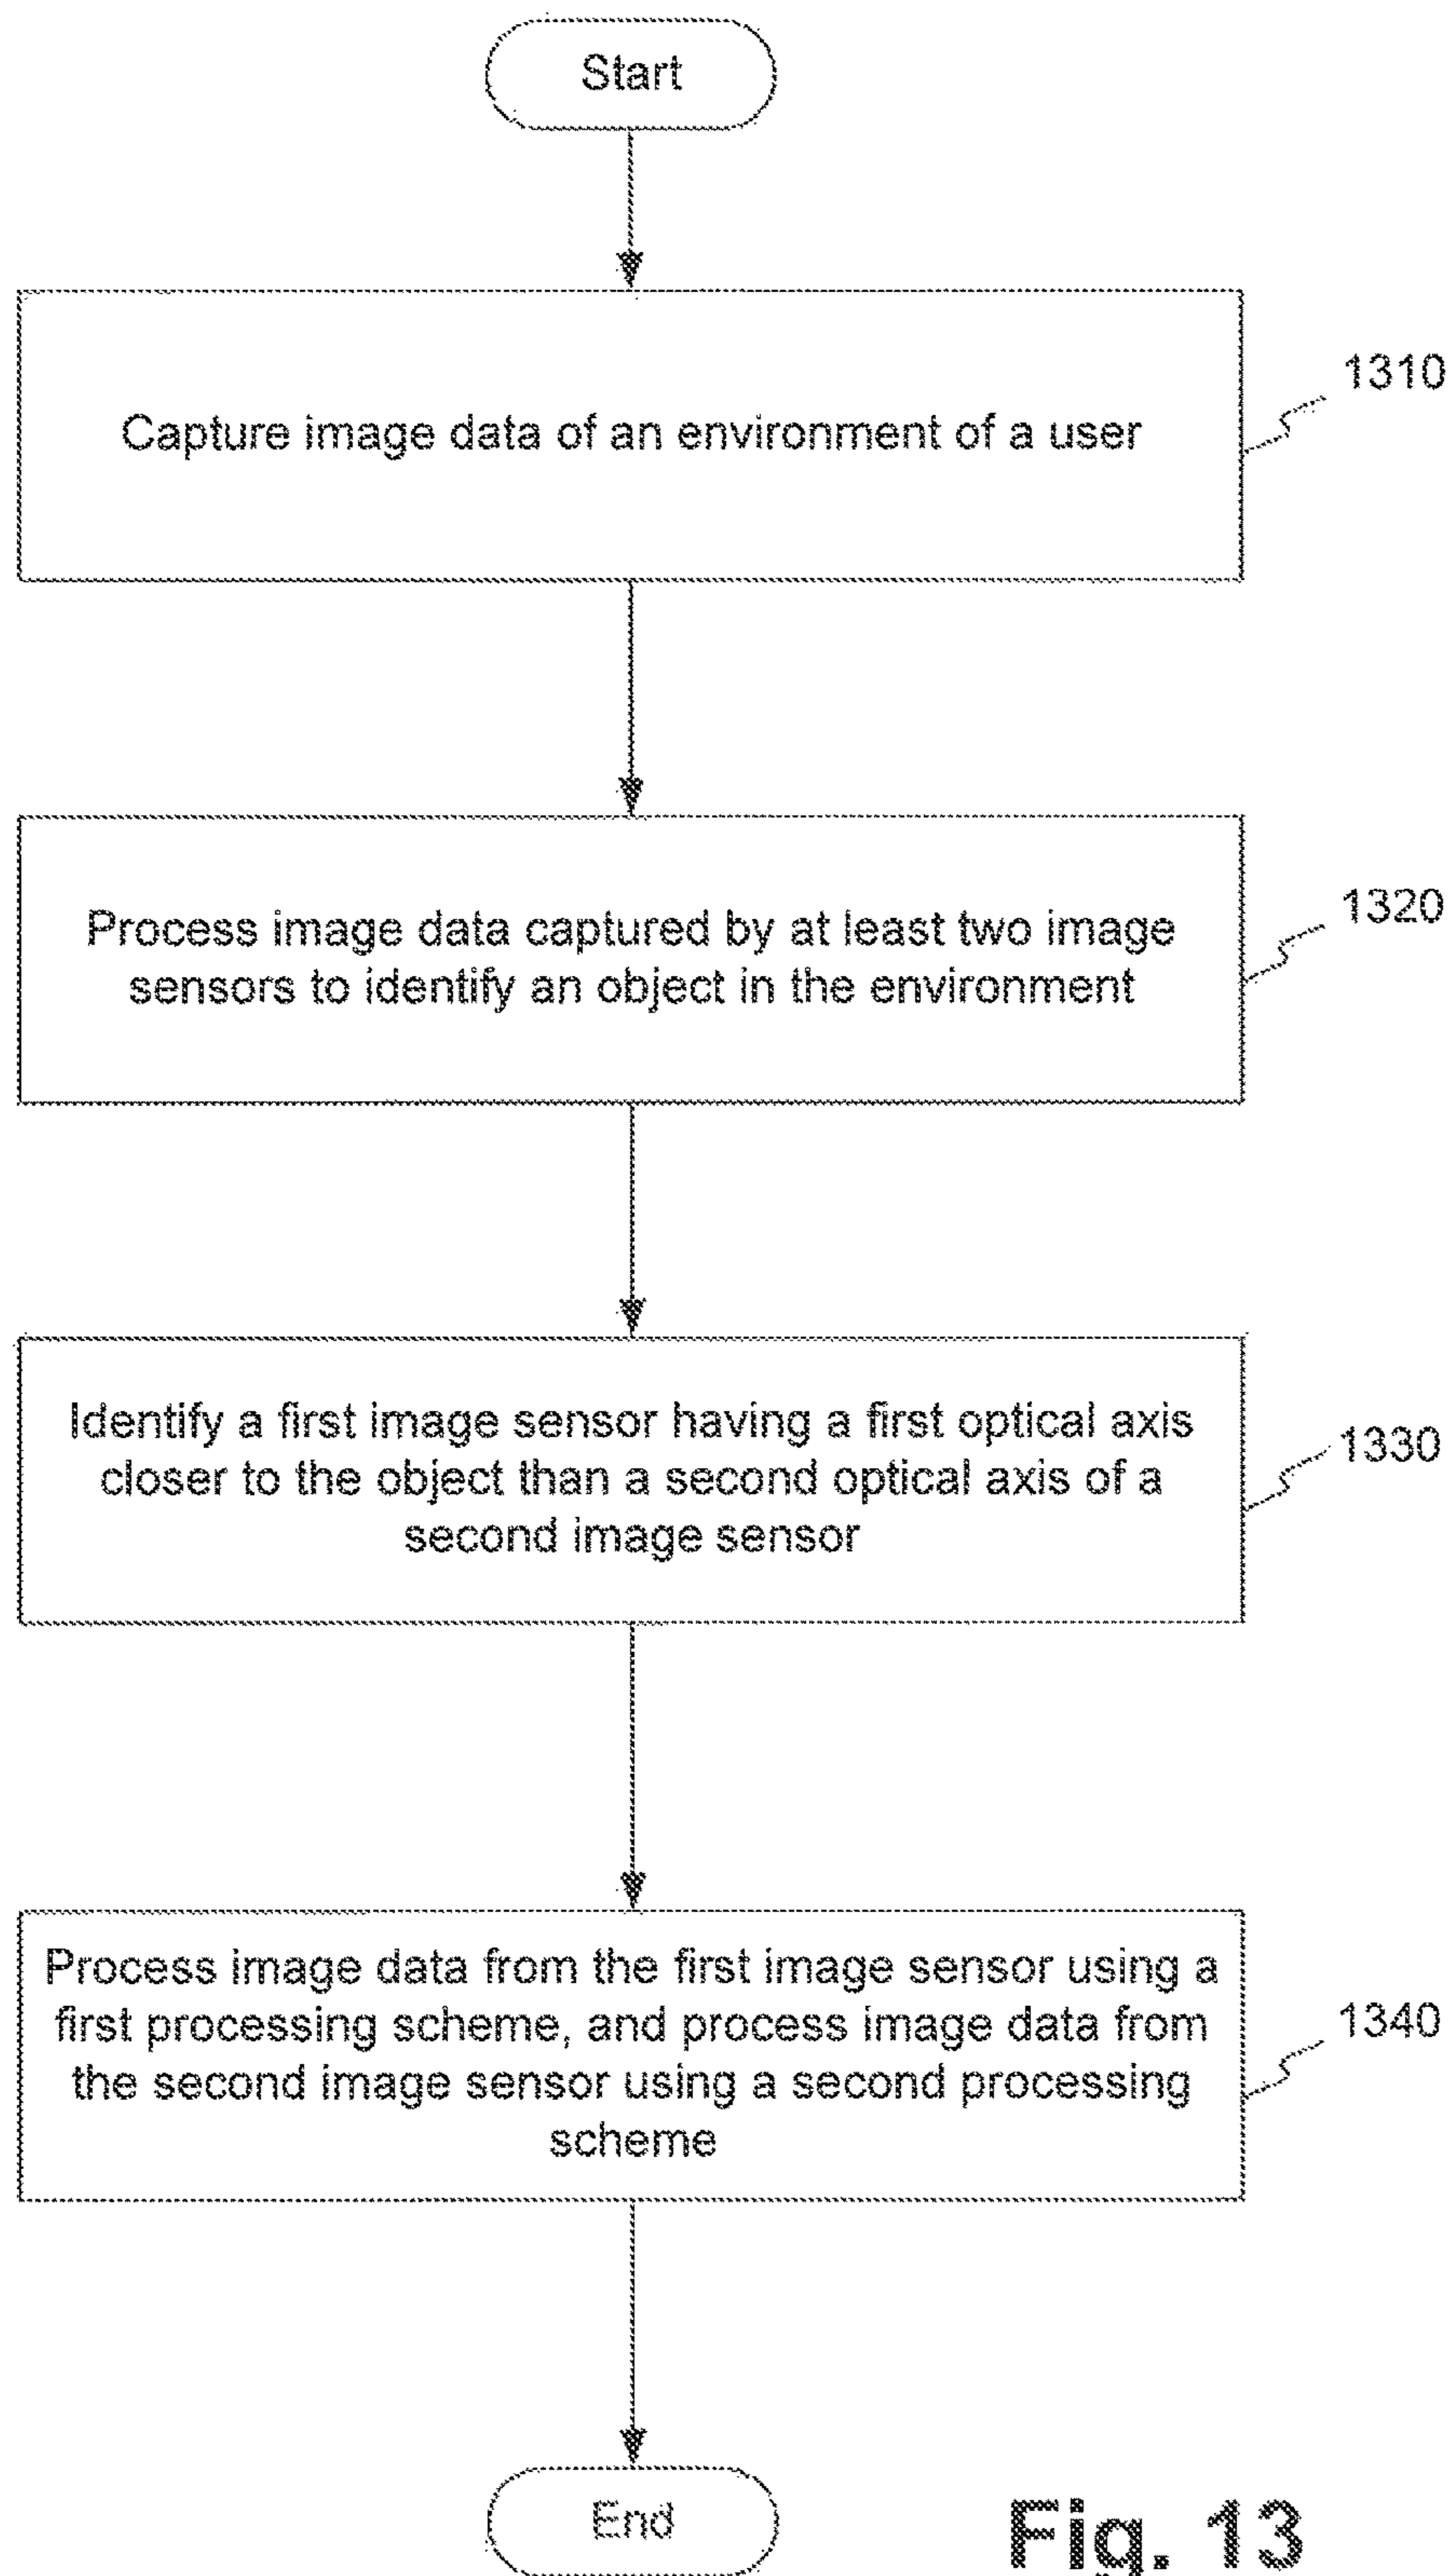 Start
Capture image data of an environment of a user
1310
Process image data captured by at least two image
sensors to identify an object in the environment
1320
Identify a first image sensor having a first optical axis
closer to the object than a second optical axis of a
second image sensor
1330
Process image data from the first image sensor using a
first processing scheme, and process image data from
the second image sensor using a second processing
scheme
1340
End
Fig. 13